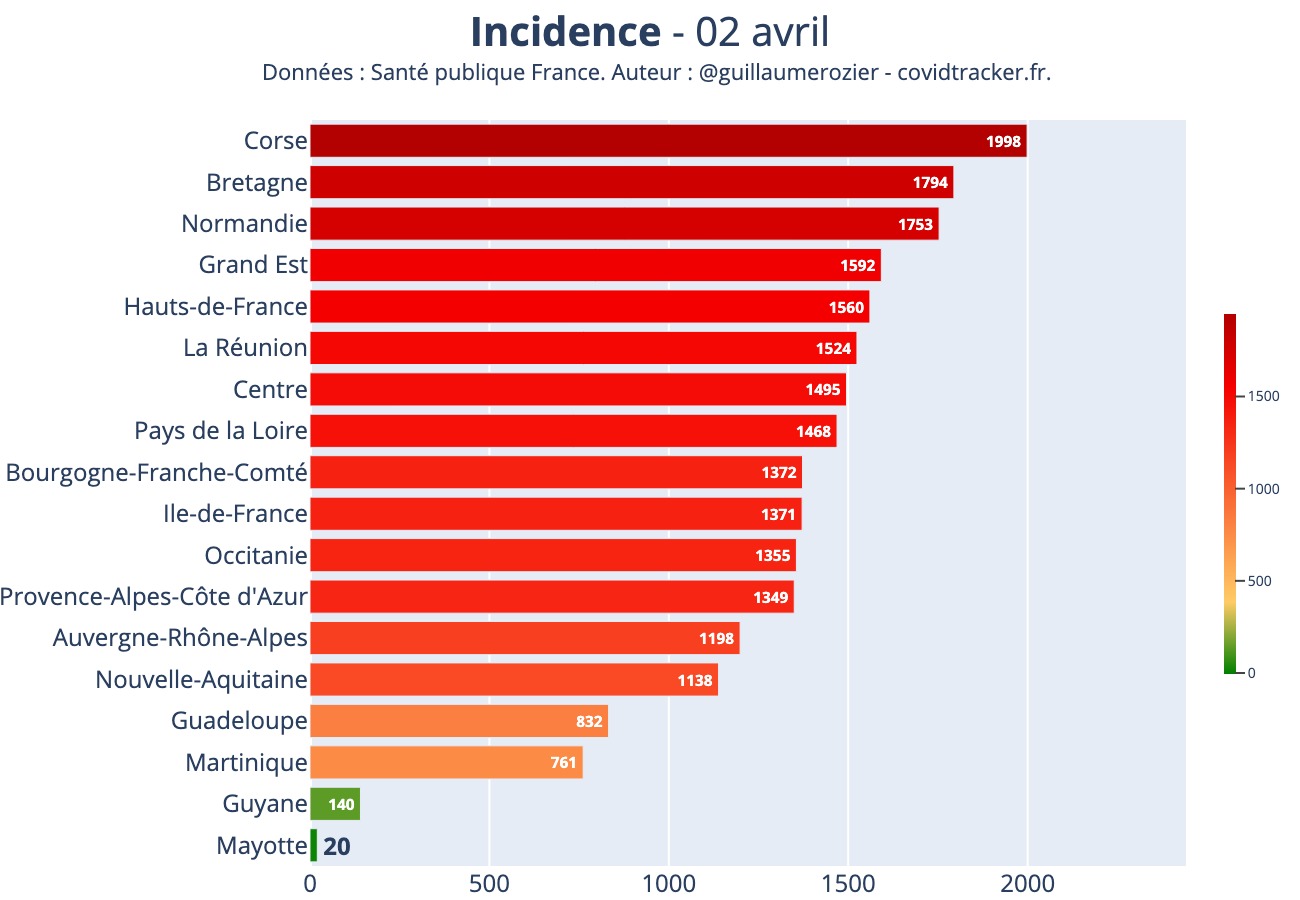 Incidence - 02 avril
Données : Santé publique France. Auteur : @guillaumerozier - covidtracker.fr.
Corse 1998
Bretagne 1794
Normandie 1753
Grand Est 1592
Hauts-de-France 1560
La Réunion 1524
Centre 1495
Pays de la Loire 1468
Bourgogne-Franche-Comté 1372
Ile-de-France 1371
Occitanie 1355
Provence-Alpes-Côte d'Azur 1349
Auvergne-Rhône-Alpes 1198
Nouvelle-Aquitaine 1138
Guadeloupe 832
Martinique 761
Guyane 140
Mayotte 20
0 500 1000 1500 2000
1500
1000
500
0